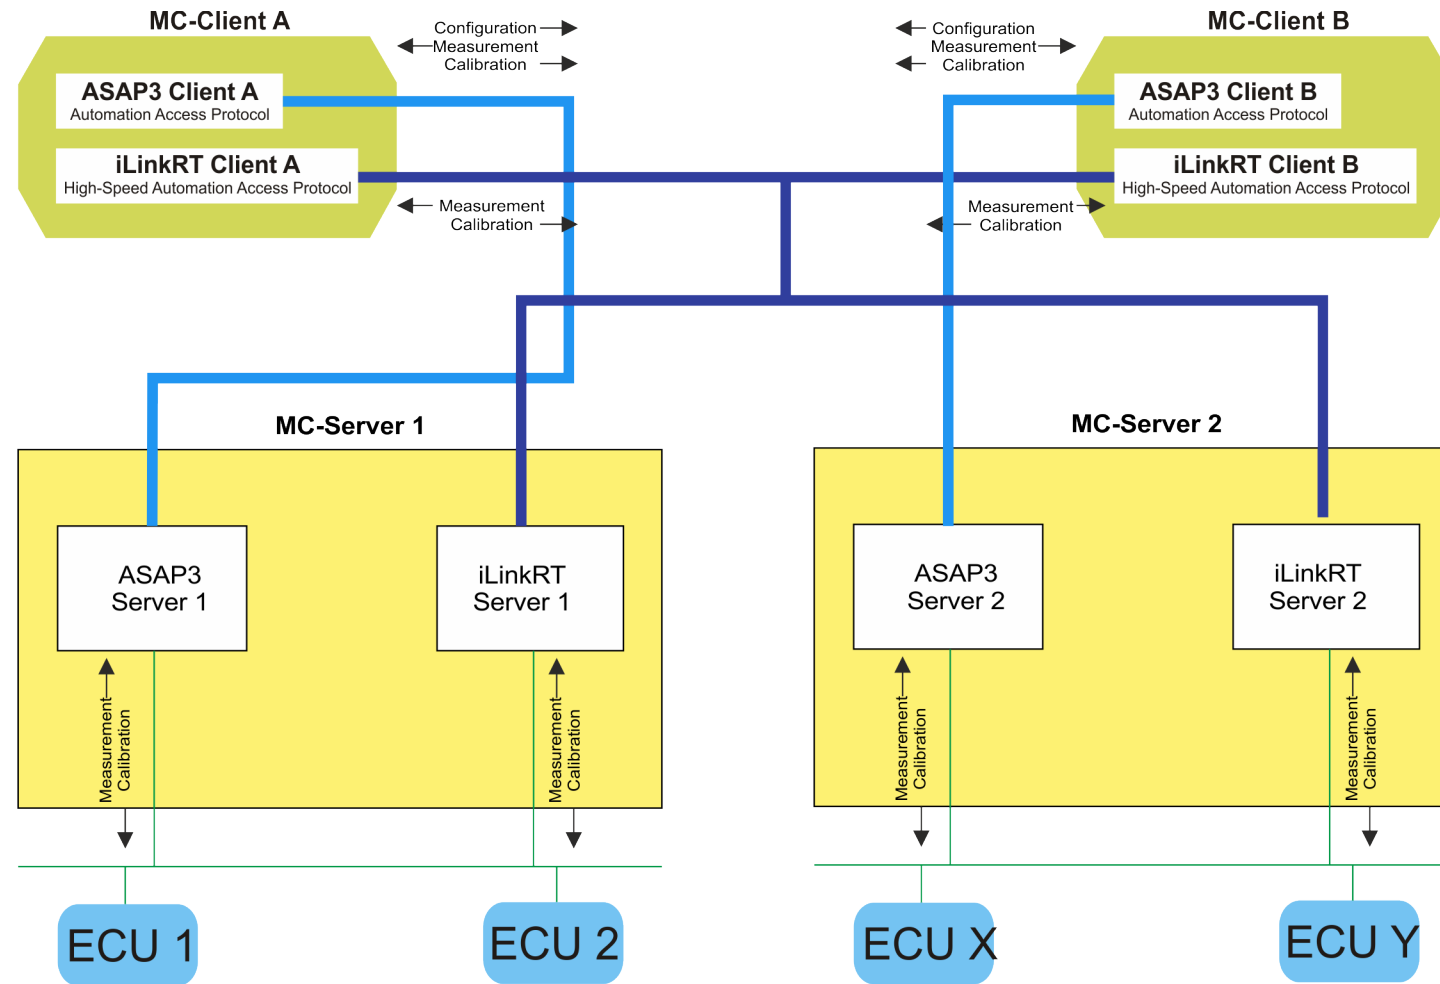 MC-Client A
MC-Client B
Configuration
Measurement
Calibration
Configuration
Measurement
Calibration
ASAP3 Client A
Automation Access Protocol
ASAP3 Client B
Automation Access Protocol
iLinkRT Client A
High-Speed Automation Access Protocol
iLinkRT Client B
High-Speed Automation Access Protocol
Measurement
Calibration
Measurement
Calibration
MC-Server 1
MC-Server 2
ASAP3
Server 1
iLinkRT
Server 1
ASAP3
Server 2
iLinkRT
Server 2
Measurement
Calibration
Measurement
Calibration
Measurement
Calibration
Measurement
Calibration
ECU 1
ECU 2
ECU X
ECU Y